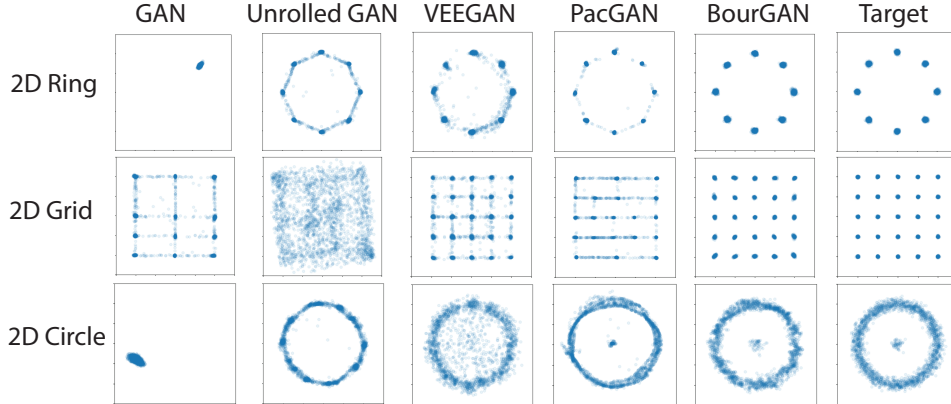 GAN Unrolled GAN VEEGAN PacGAN BourGAN Target
2D Ring
2D Grid
2D Circle